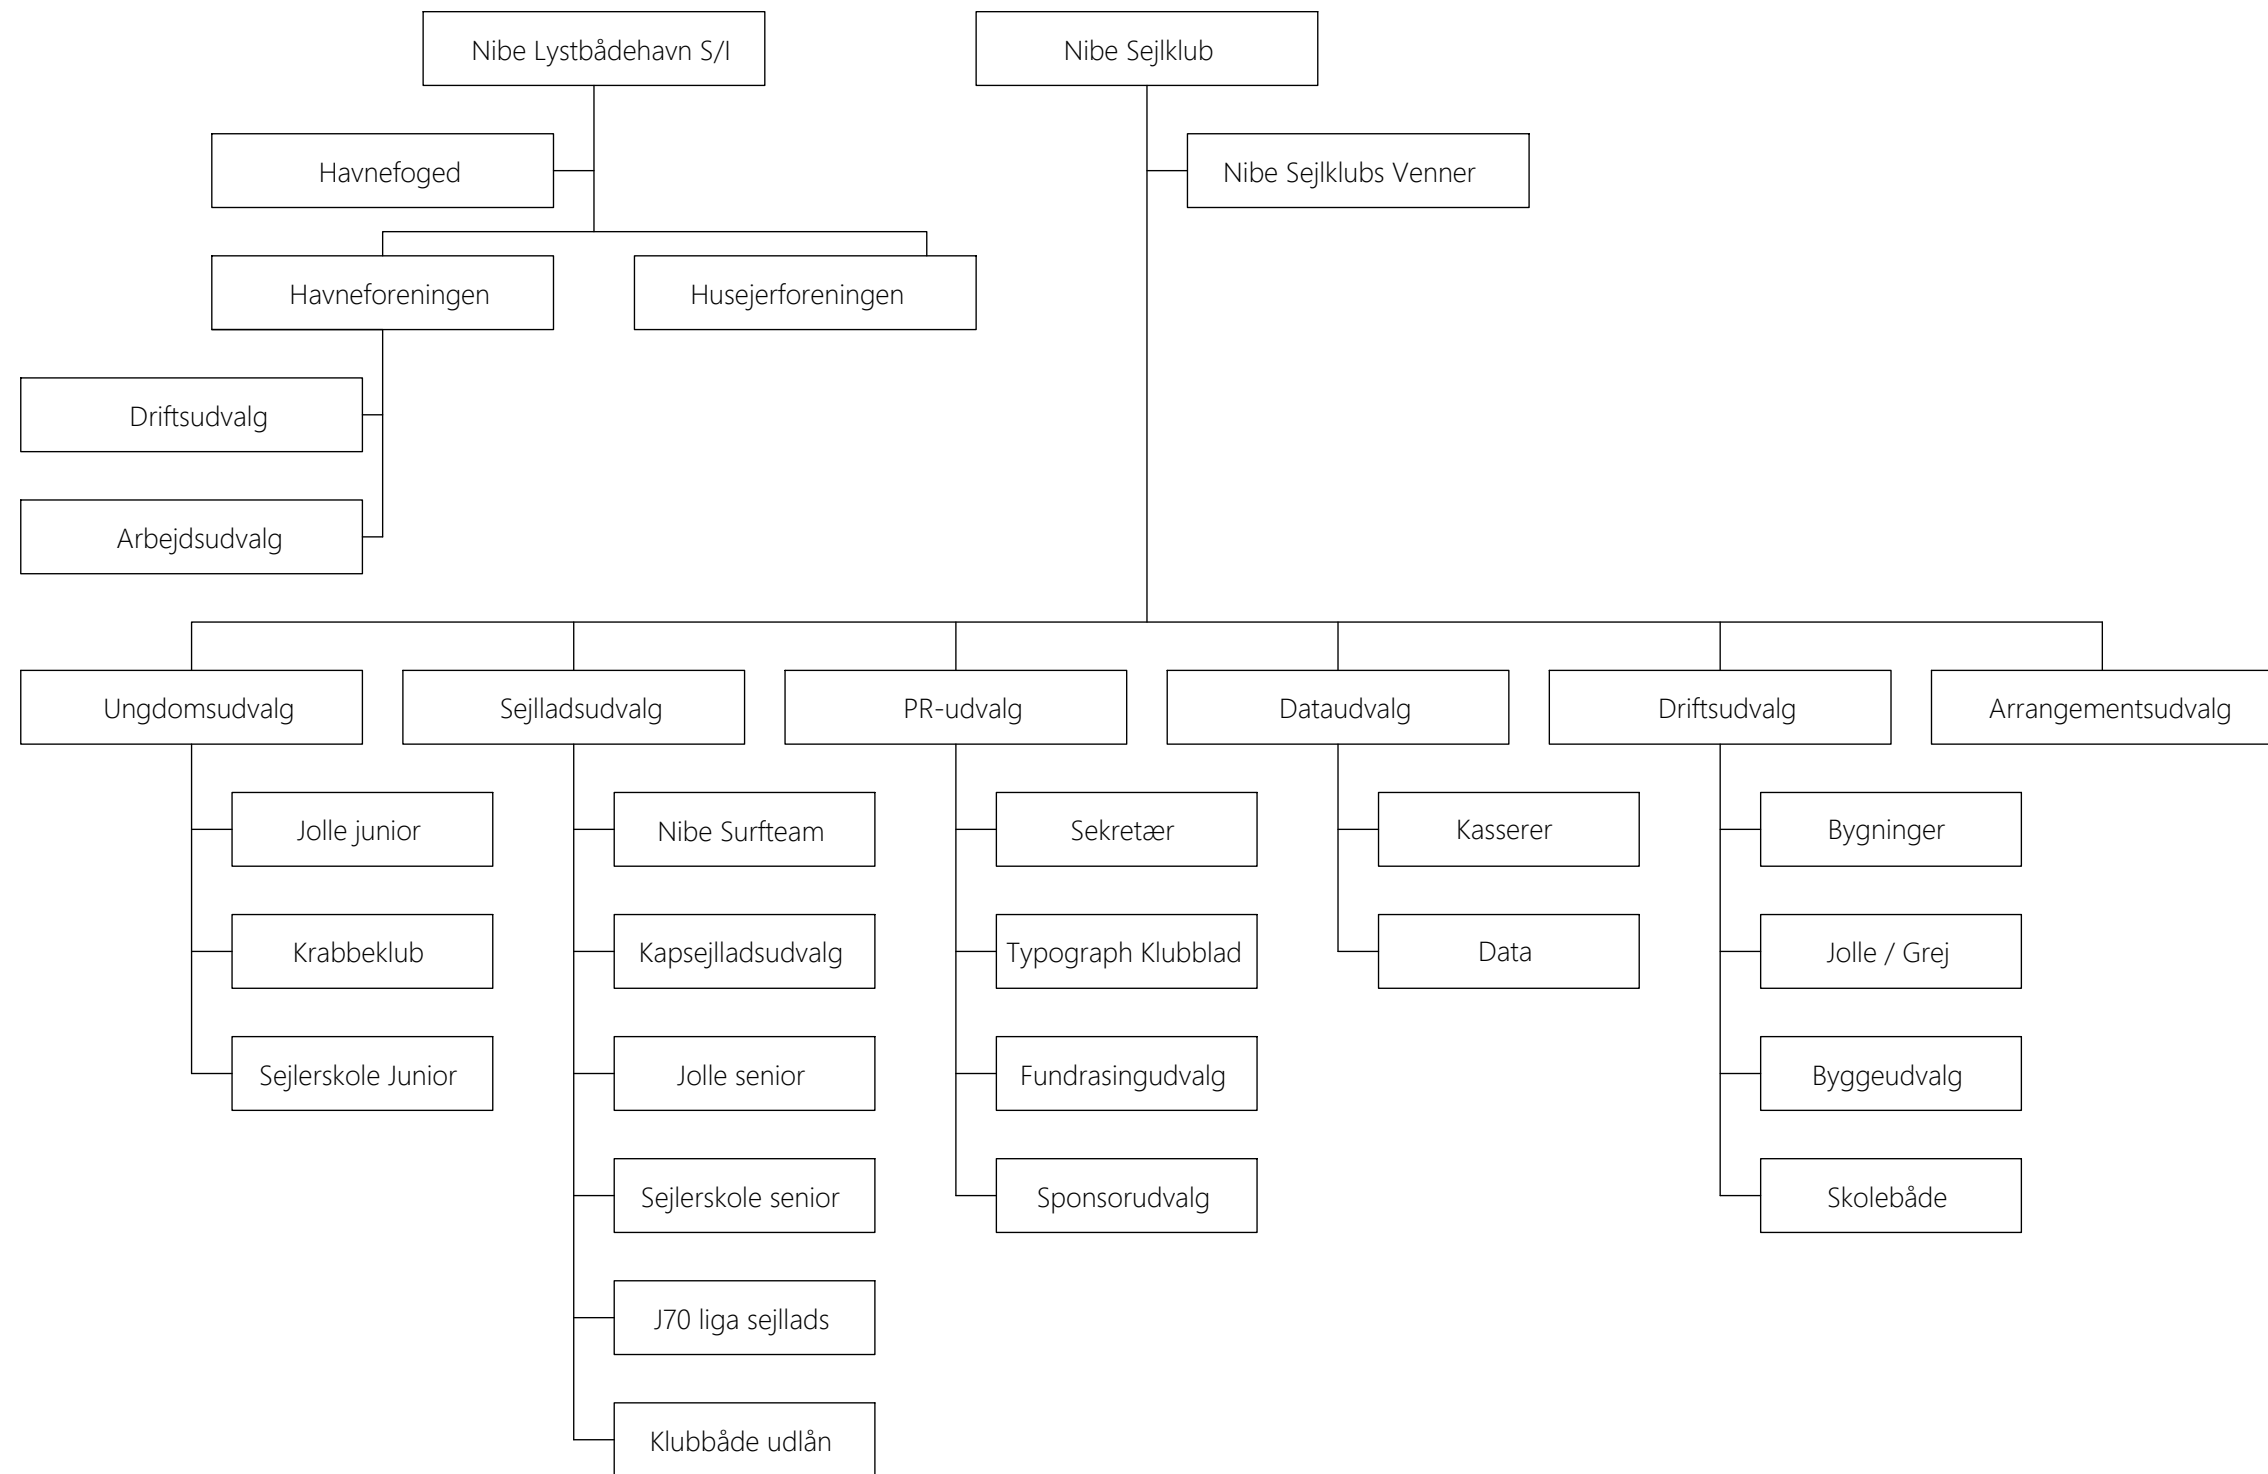 Nibe Lystbådehavn S/I
Nibe Sejlklub
Havnefoged
Nibe Sejlklubs Venner
Havneforeningen
Husejerforeningen
Driftsudvalg
Arbejdsudvalg
Ungdomsudvalg
Sejlladsudvalg
PR-udvalg
Dataudvalg
Driftsudvalg
Arrangementsudvalg
Jolle junior
Nibe Surfteam
Sekretær
Kasserer
Bygninger
Krabbeklub
Kapsejlladsudvalg
Typograph Klubblad
Data
Jolle / Grej
Sejlerskole Junior
Jolle senior
Fundrasingudvalg
Byggeudvalg
Sejlerskole senior
Sponsorudvalg
Skolebåde
J70 liga sejllads
Klubbåde udlån